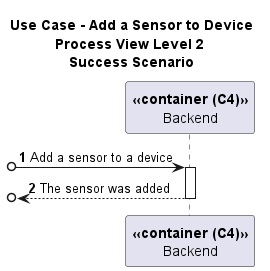 Use Case - Add a Sensor to Device
Process View Level 2
Success Scenario
«container (C4)»
Backend
1 Add a sensor to a device
2 The sensor was added
«container (C4)»
Backend